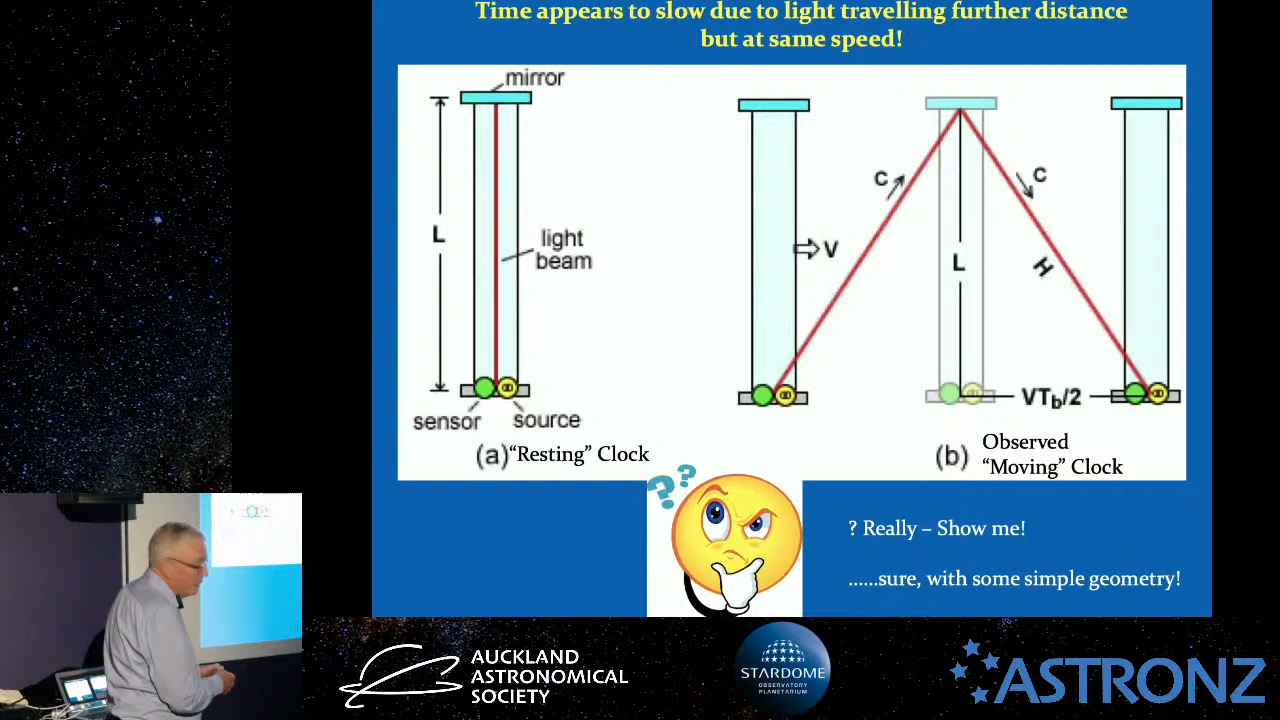 Time appears to slow due to light travelling further distance
but at same speed!
mirror
L
light
beam
sensor
source
(a) “Resting” Clock
V
C
C
L
H
VTb/2
(b)
Observed
“Moving” Clock
??
? Really – Show me!
......sure, with some simple geometry!
AUCKLAND
ASTRONOMICAL
SOCIETY
STARDOME
OBSERVATORY
PLANETARIUM
ASTRONZ